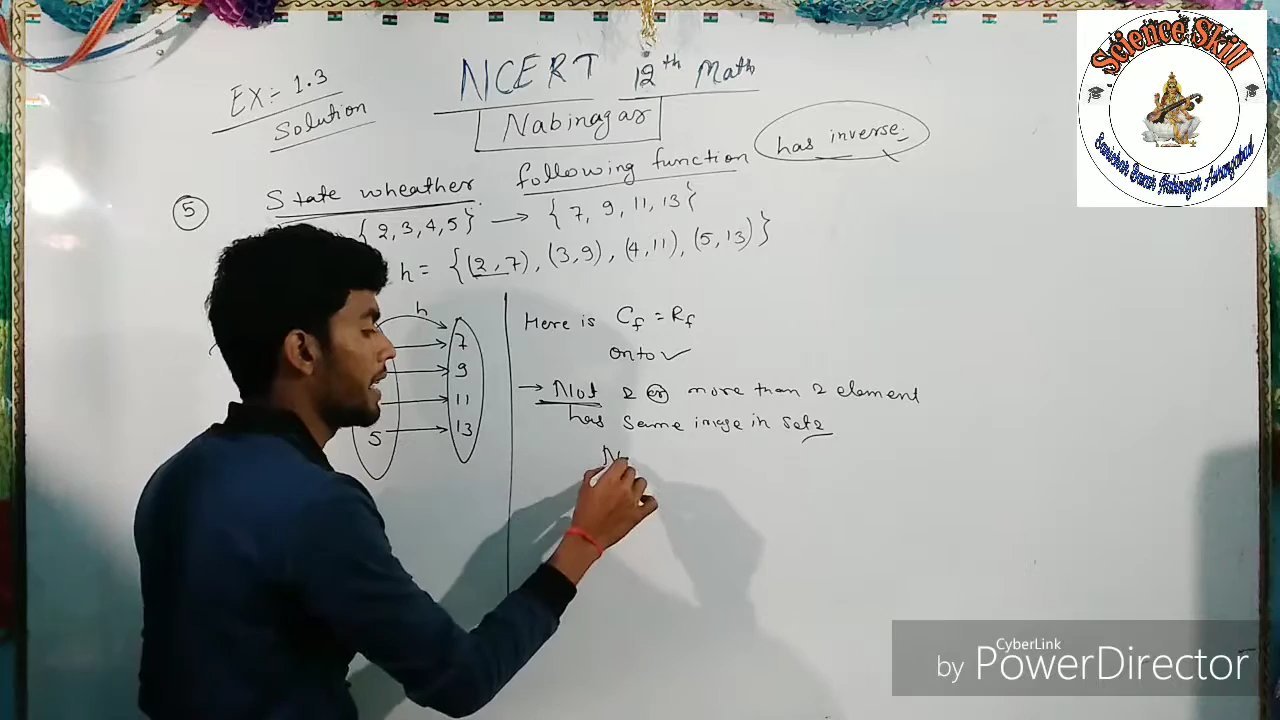 Science Skill
EX:- 1.3
Solution
NCERT 12th Math
Nabinagar
has inverse.
5 State wheather following function
{2,3,4,5} → {7, 9, 11, 13}
h = {(2,7), (3,9), (4,11), (5,13)}
h
7
9
11
5 13
Here is Cf = Rf
onto ✓
→ Not 2 or more than 2 element
has same image in set 2
N
CyberLink
by PowerDirector